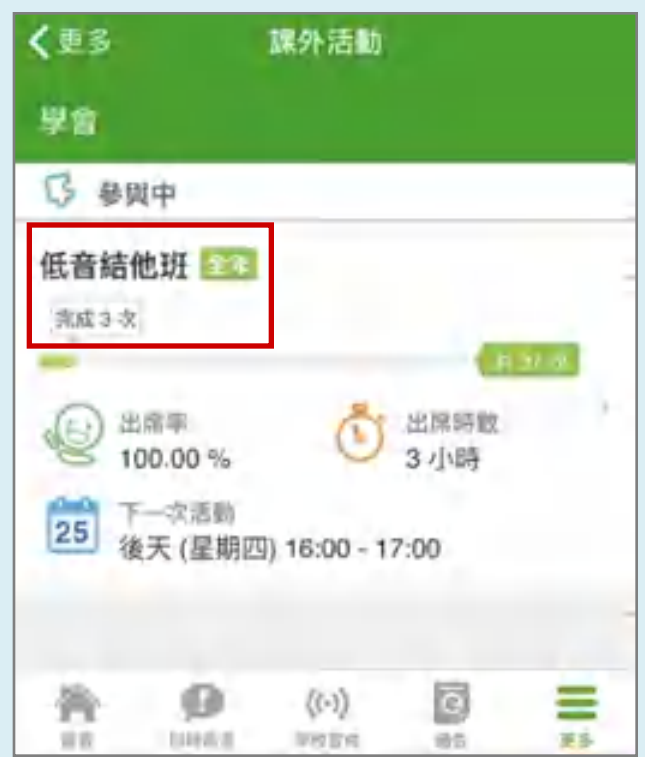 更多 課外活動
學會
參與中
低音結他班 全年
完成 3 次
出席率 出席時數
100.00 % 3 小時
25 下一次活動
後天 (星期四) 16:00 - 17:00
更多